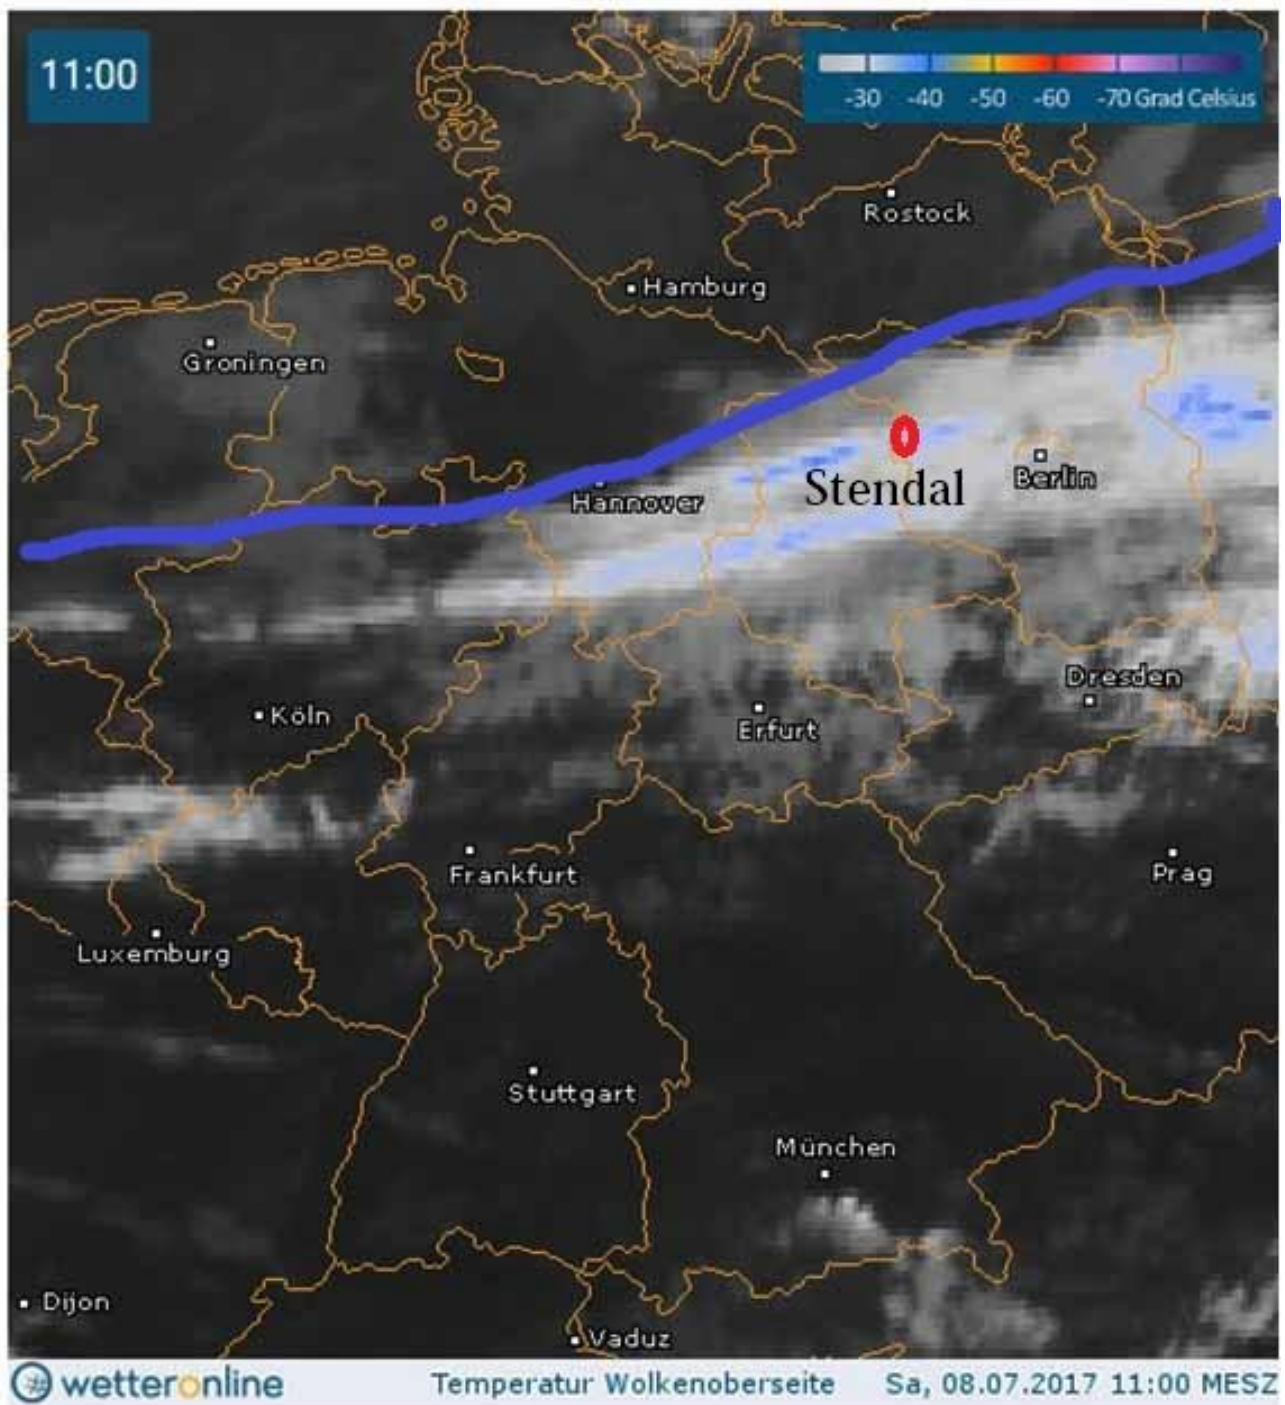 11:00
-30 -40 -50 -60 -70 Grad Celsius
Rostock
Hamburg
Groningen
Stendal
Berlin
Hannover
Dresden
Köln
Erfurt
Frankfurt
Prag
Luxemburg
Stuttgart
München
Dijon
Vaduz
wetteronline Temperatur Wolkenoberseite Sa, 08.07.2017 11:00 MESZ